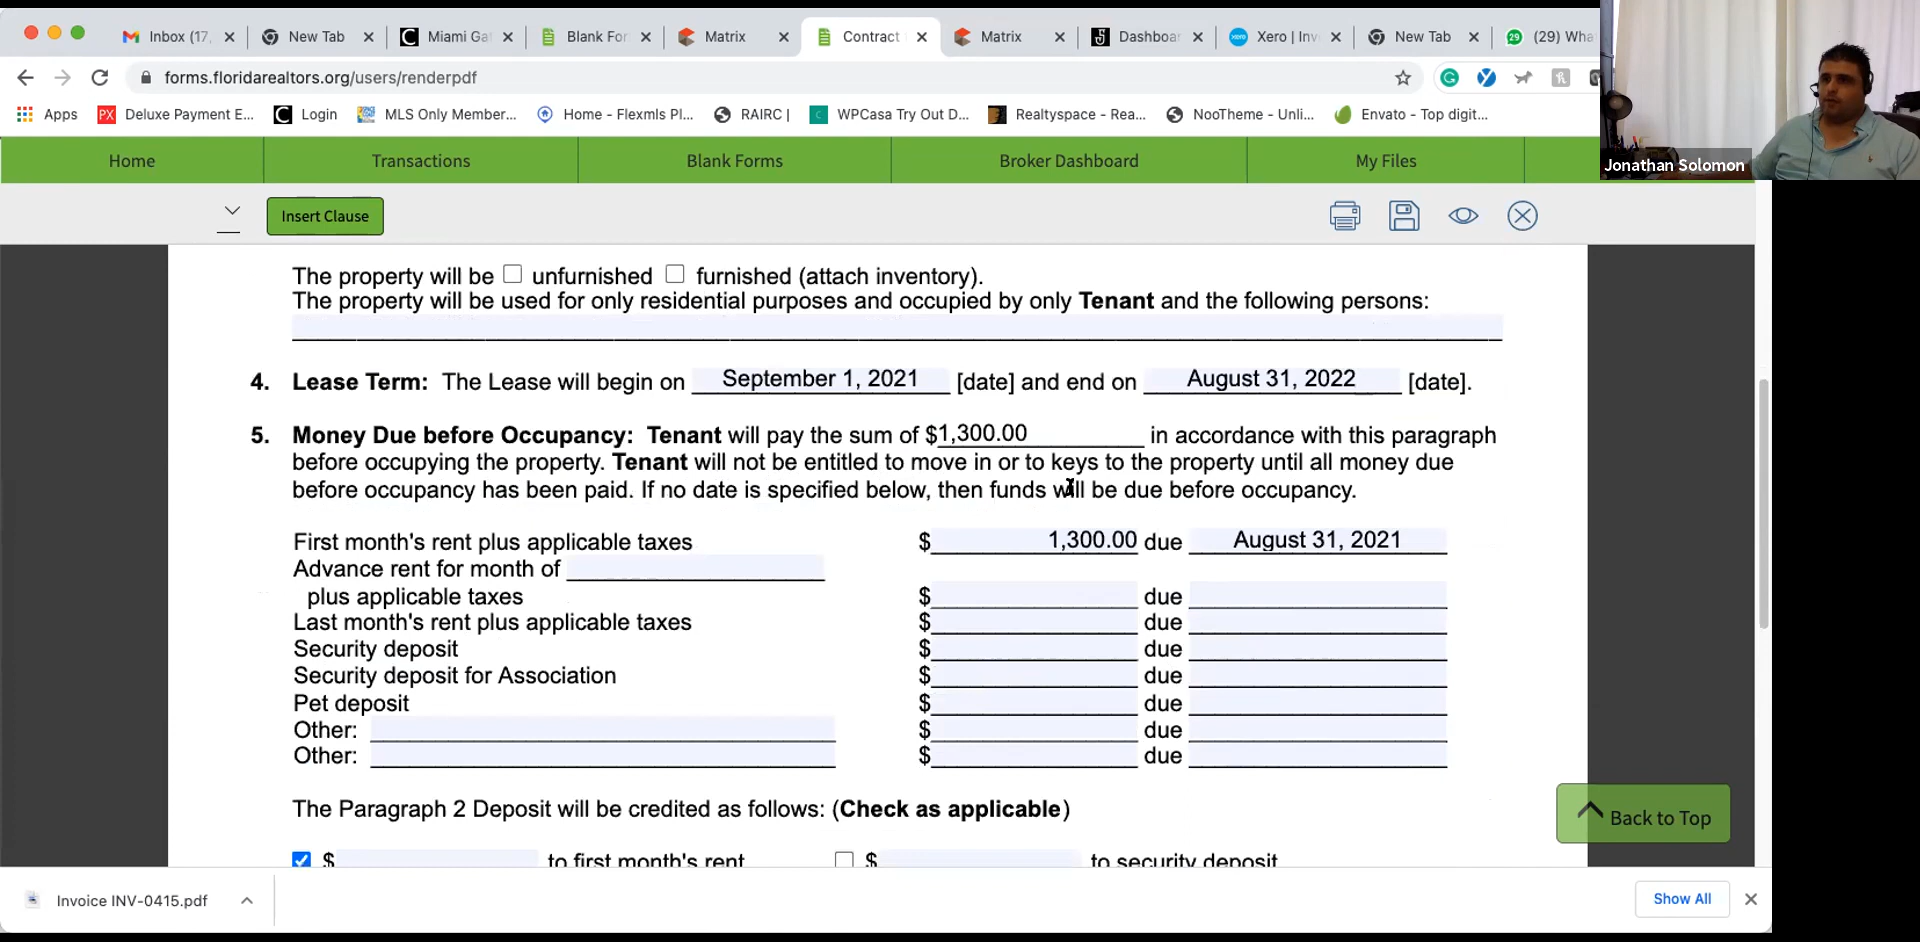 Inbox (17,
New Tab
Miami Ga
Blank For
Matrix
Contract
Matrix
Dashboar
Xero | Inv
New Tab
29
(29) Wha
forms.floridarealtors.org/users/renderpdf
Apps
PX
Deluxe Payment E...
Login
MLS Only Member...
Home - Flexmls Pl...
RAIRC |
WPCasa Try Out D...
Realtyspace - Rea...
NooTheme - Unli...
Envato - Top digit...
Jonathan Solomon
Home
Transactions
Blank Forms
Broker Dashboard
My Files
Insert Clause
The property will be unfurnished furnished (attach inventory).
The property will be used for only residential purposes and occupied by only Tenant and the following persons:
4. Lease Term: The Lease will begin on September 1, 2021 [date] and end on August 31, 2022 [date].
5. Money Due before Occupancy: Tenant will pay the sum of $1,300.00 in accordance with this paragraph
before occupying the property. Tenant will not be entitled to move in or to keys to the property until all money due
before occupancy has been paid. If no date is specified below, then funds will be due before occupancy.
First month's rent plus applicable taxes $ 1,300.00 due August 31, 2021
Advance rent for month of
plus applicable taxes $ due
Last month's rent plus applicable taxes $ due
Security deposit $ due
Security deposit for Association $ due
Pet deposit $ due
Other: $ due
Other: $ due
The Paragraph 2 Deposit will be credited as follows: (Check as applicable)
$ to first month's rent $ to security deposit
Back to Top
Invoice INV-0415.pdf
Show All